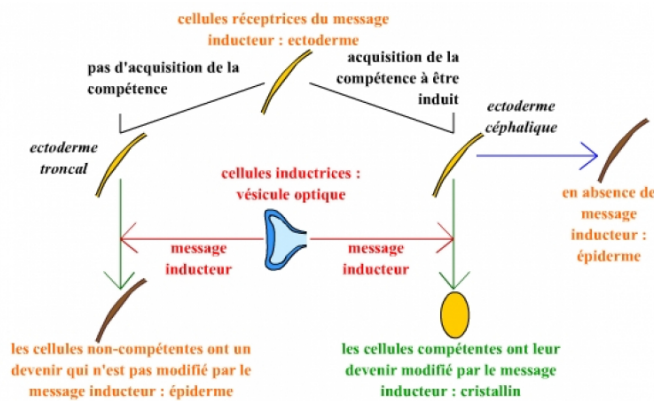 cellules réceptrices du message
inducteur : ectoderme
pas d'acquisition de la
compétence
acquisition de la
compétence à être
induit
ectoderme
troncal
ectoderme
céphalique
cellules inductrices :
vésicule optique
en absence de
message
inducteur :
épiderme
message
inducteur
message
inducteur
les cellules non-compétentes ont un
devenir qui n'est pas modifié par le
message inducteur : épiderme
les cellules compétentes ont leur
devenir modifié par le message
inducteur : cristallin